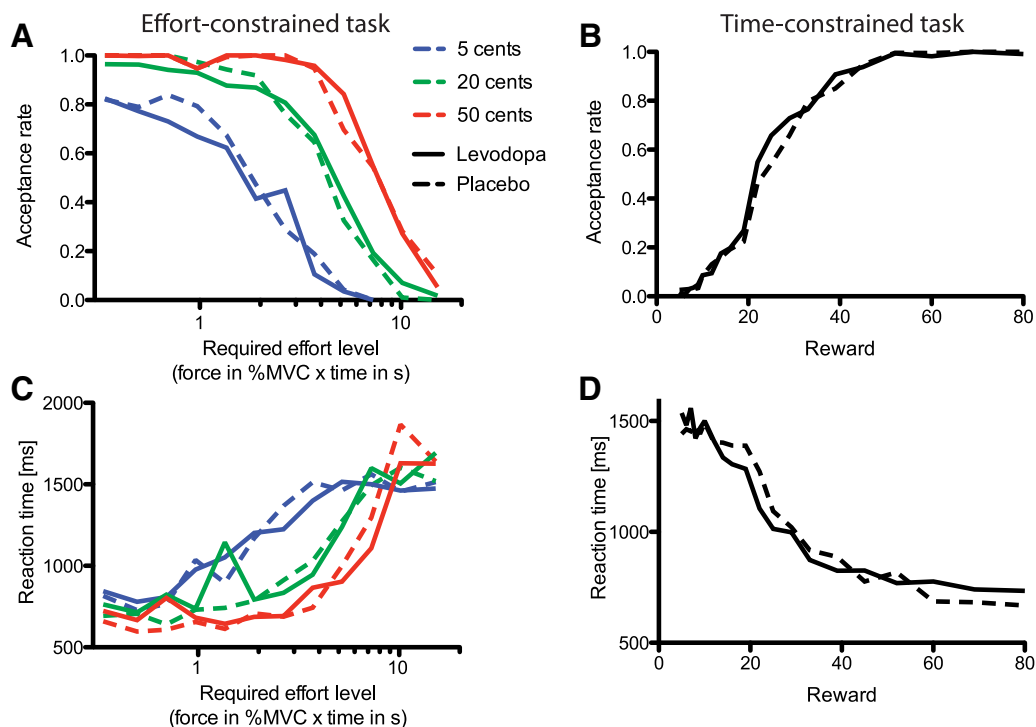 Effort-constrained task
Time-constrained task
A
Acceptance rate
1.0
0.8
0.6
0.4
0.2
0.0
1
10
Required effort level
(force in %MVC x time in s)
5 cents
20 cents
50 cents
Levodopa
Placebo
B
Acceptance rate
1.0
0.8
0.6
0.4
0.2
0.0
0
20
40
60
80
Reward
C
Reaction time [ms]
2000
1500
1000
500
1
10
Required effort level
(force in %MVC x time in s)
D
Reaction time [ms]
1500
1000
500
0
20
40
60
80
Reward